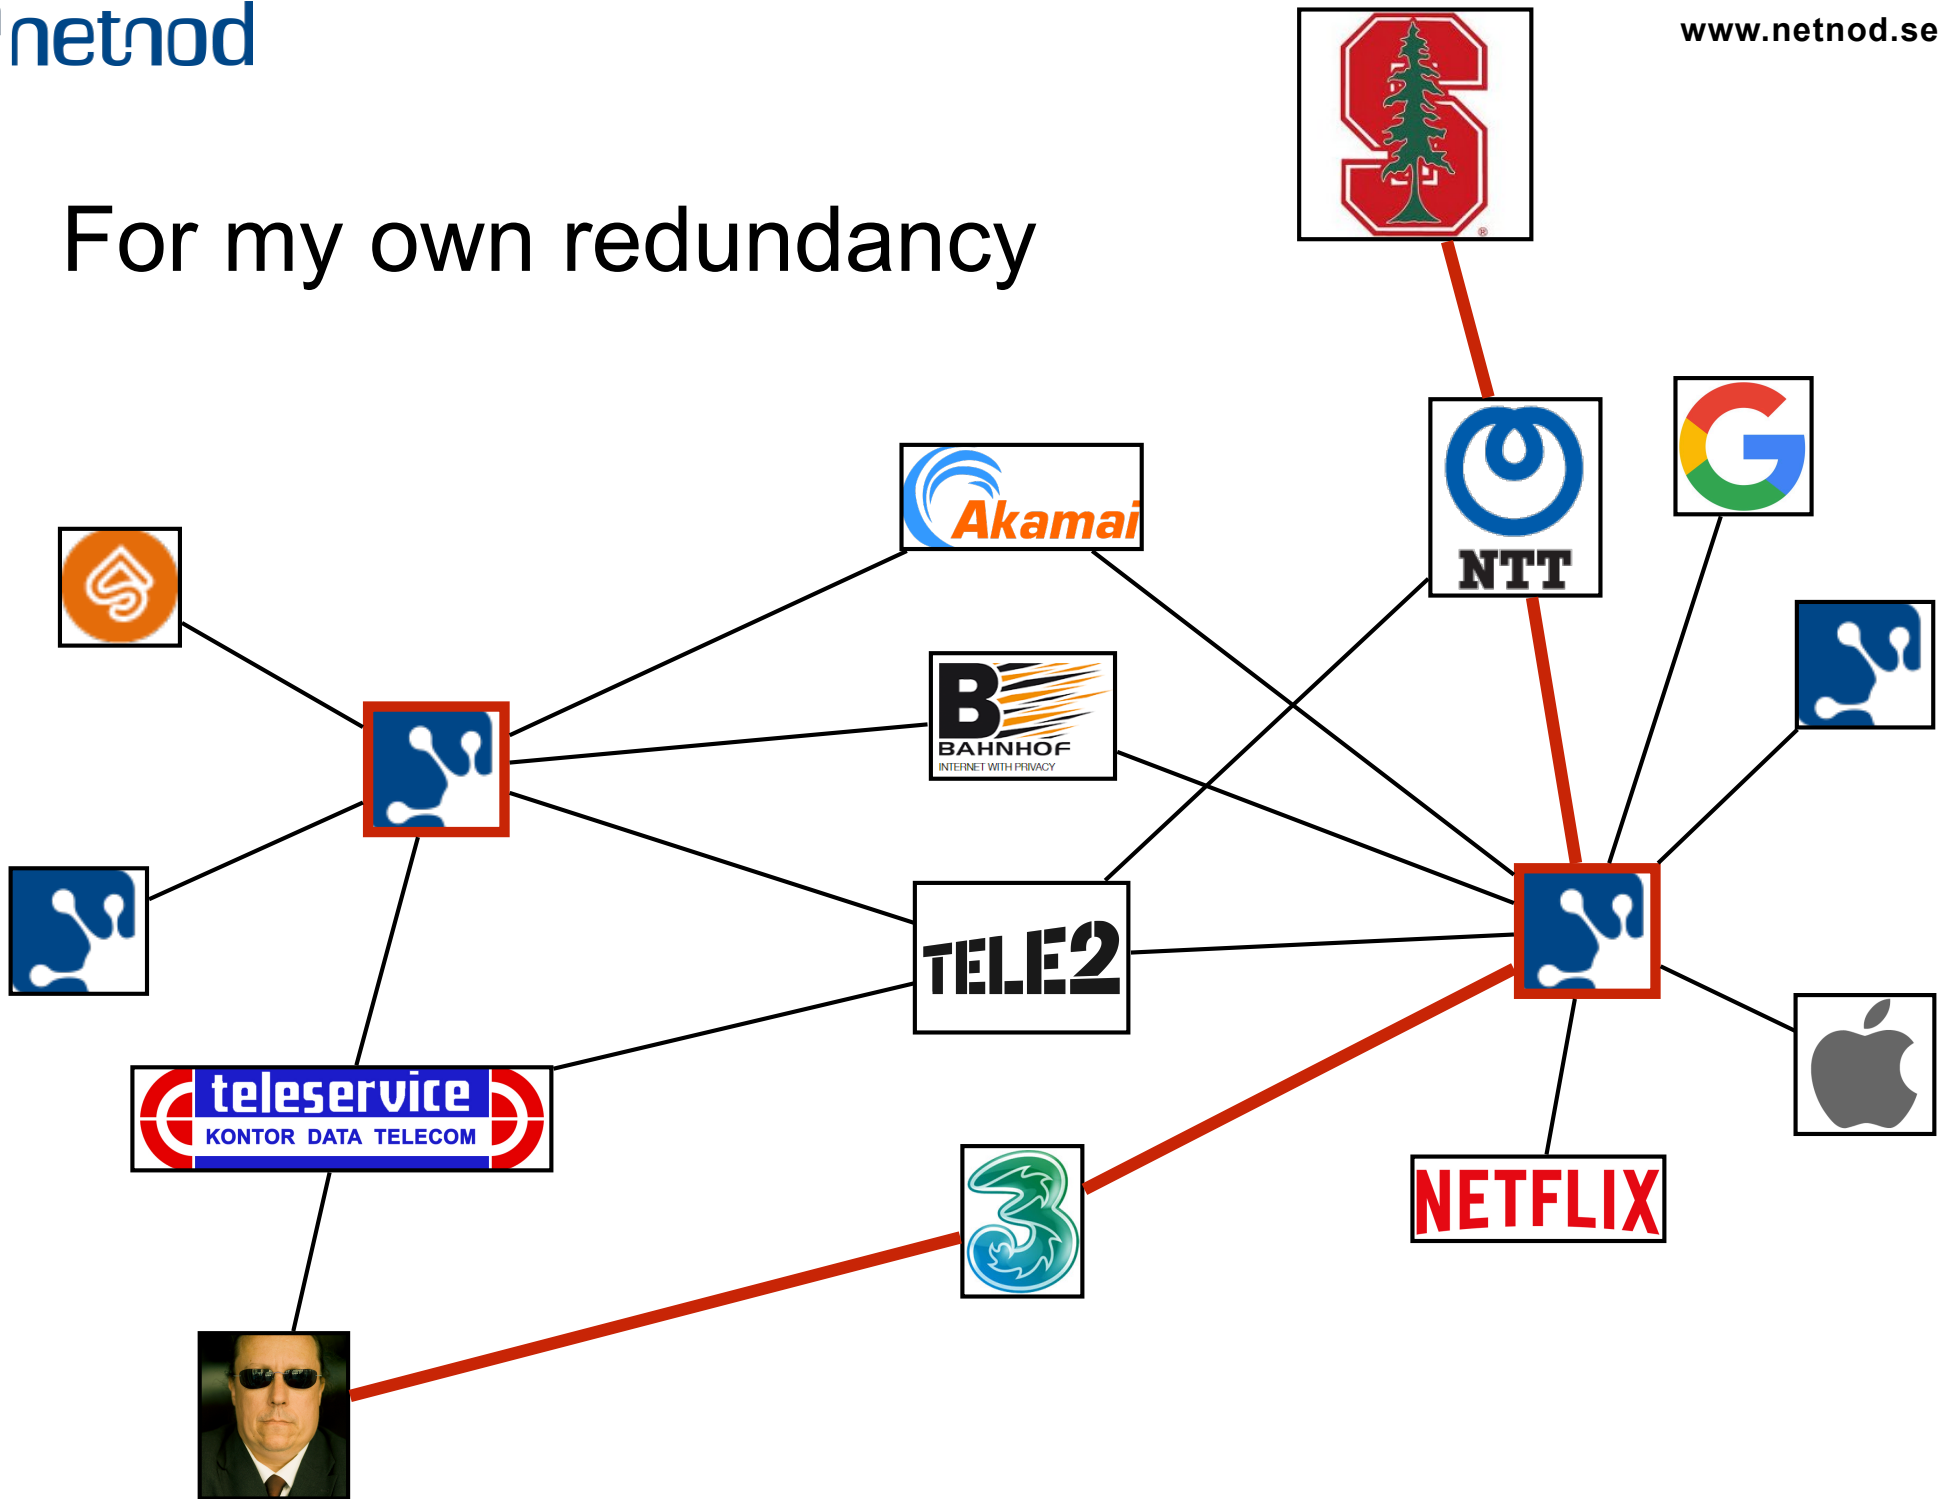 netnod
www.netnod.se
For my own redundancy
Akamai
NTT
B
BAHNHOF
INTERNET WITH PRIVACY
TELE2
teleservice
KONTOR DATA TELECOM
3
NETFLIX